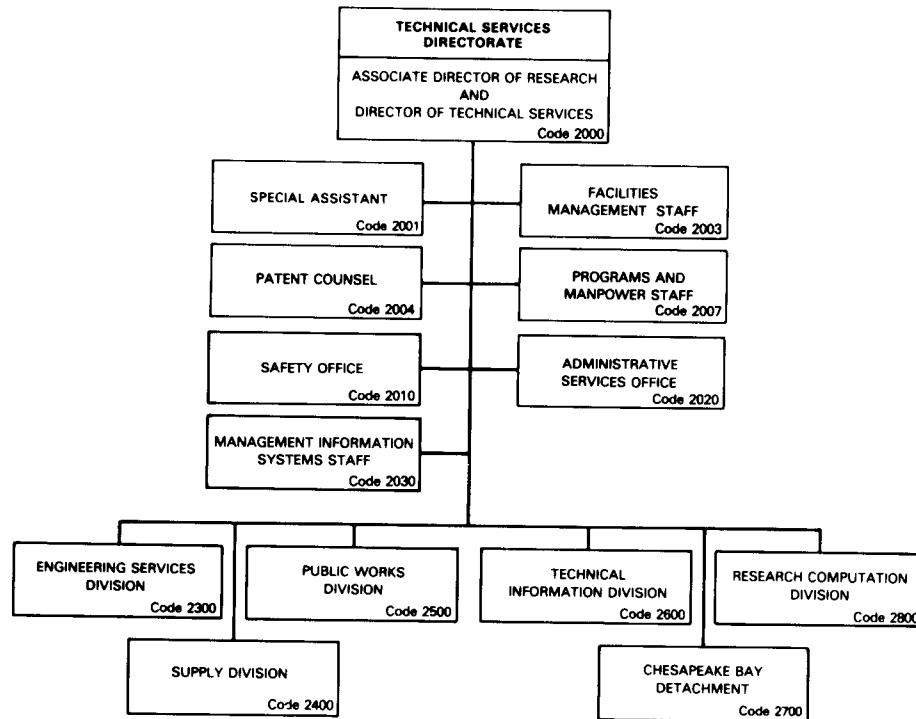 TECHNICAL SERVICES
DIRECTORATE
ASSOCIATE DIRECTOR OF RESEARCH
AND
DIRECTOR OF TECHNICAL SERVICES
Code 2000
SPECIAL ASSISTANT
Code 2001
FACILITIES
MANAGEMENT STAFF
Code 2003
PATENT COUNSEL
Code 2004
PROGRAMS AND
MANPOWER STAFF
Code 2007
SAFETY OFFICE
Code 2010
ADMINISTRATIVE
SERVICES OFFICE
Code 2020
MANAGEMENT INFORMATION
SYSTEMS STAFF
Code 2030
ENGINEERING SERVICES
DIVISION
Code 2300
PUBLIC WORKS
DIVISION
Code 2500
TECHNICAL
INFORMATION DIVISION
Code 2600
RESEARCH COMPUTATION
DIVISION
Code 2800
SUPPLY DIVISION
Code 2400
CHESAPEAKE BAY
DETACHMENT
Code 2700